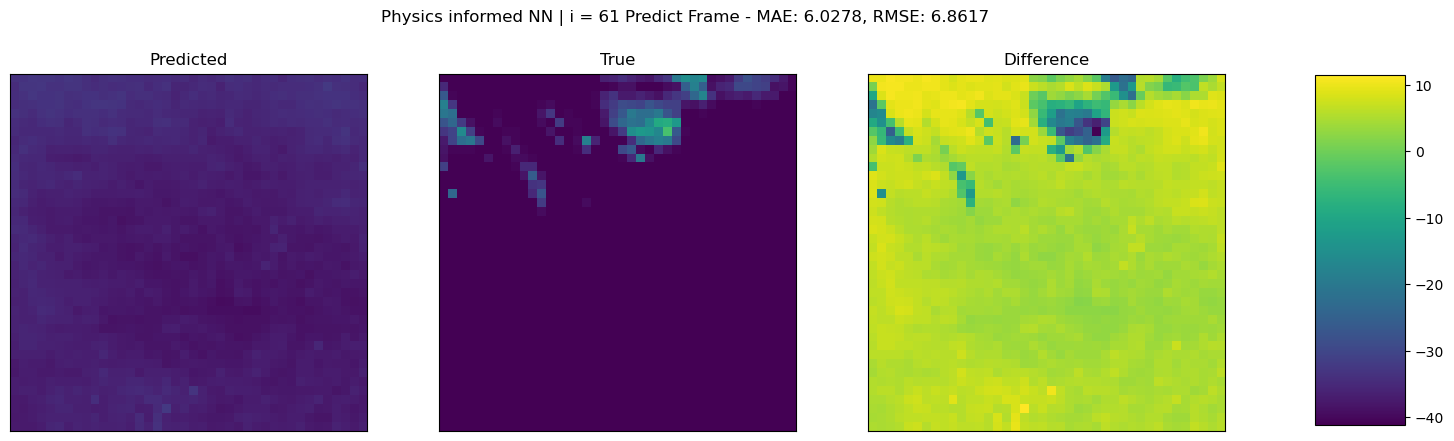 Physics informed NN | i = 61 Predict Frame - MAE: 6.0278, RMSE: 6.8617
Predicted
True
Difference
10
0
−10
−20
−30
−40